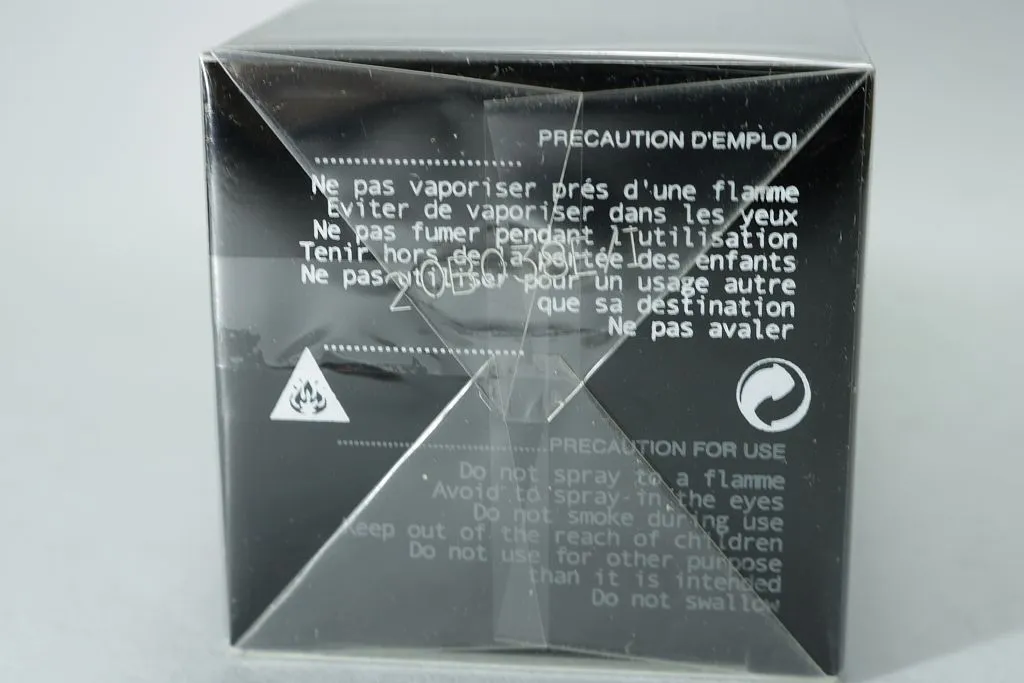 PRECAUTION D'EMPLOI
Ne pas vaporiser prés d'une flamme
Eviter de vaporiser dans les yeux
Ne pas fumer pendant l'utilisation
Tenir hors de la portée des enfants
Ne pas utiliser pour un usage autre
que sa destination
Ne pas avaler
PRECAUTION FOR USE
Do not spray to a flamme
Avoid to spray in the eyes
Do not smoke during use
Keep out of the reach of children
Do not use for other purpose
than it is intended
Do not swallow